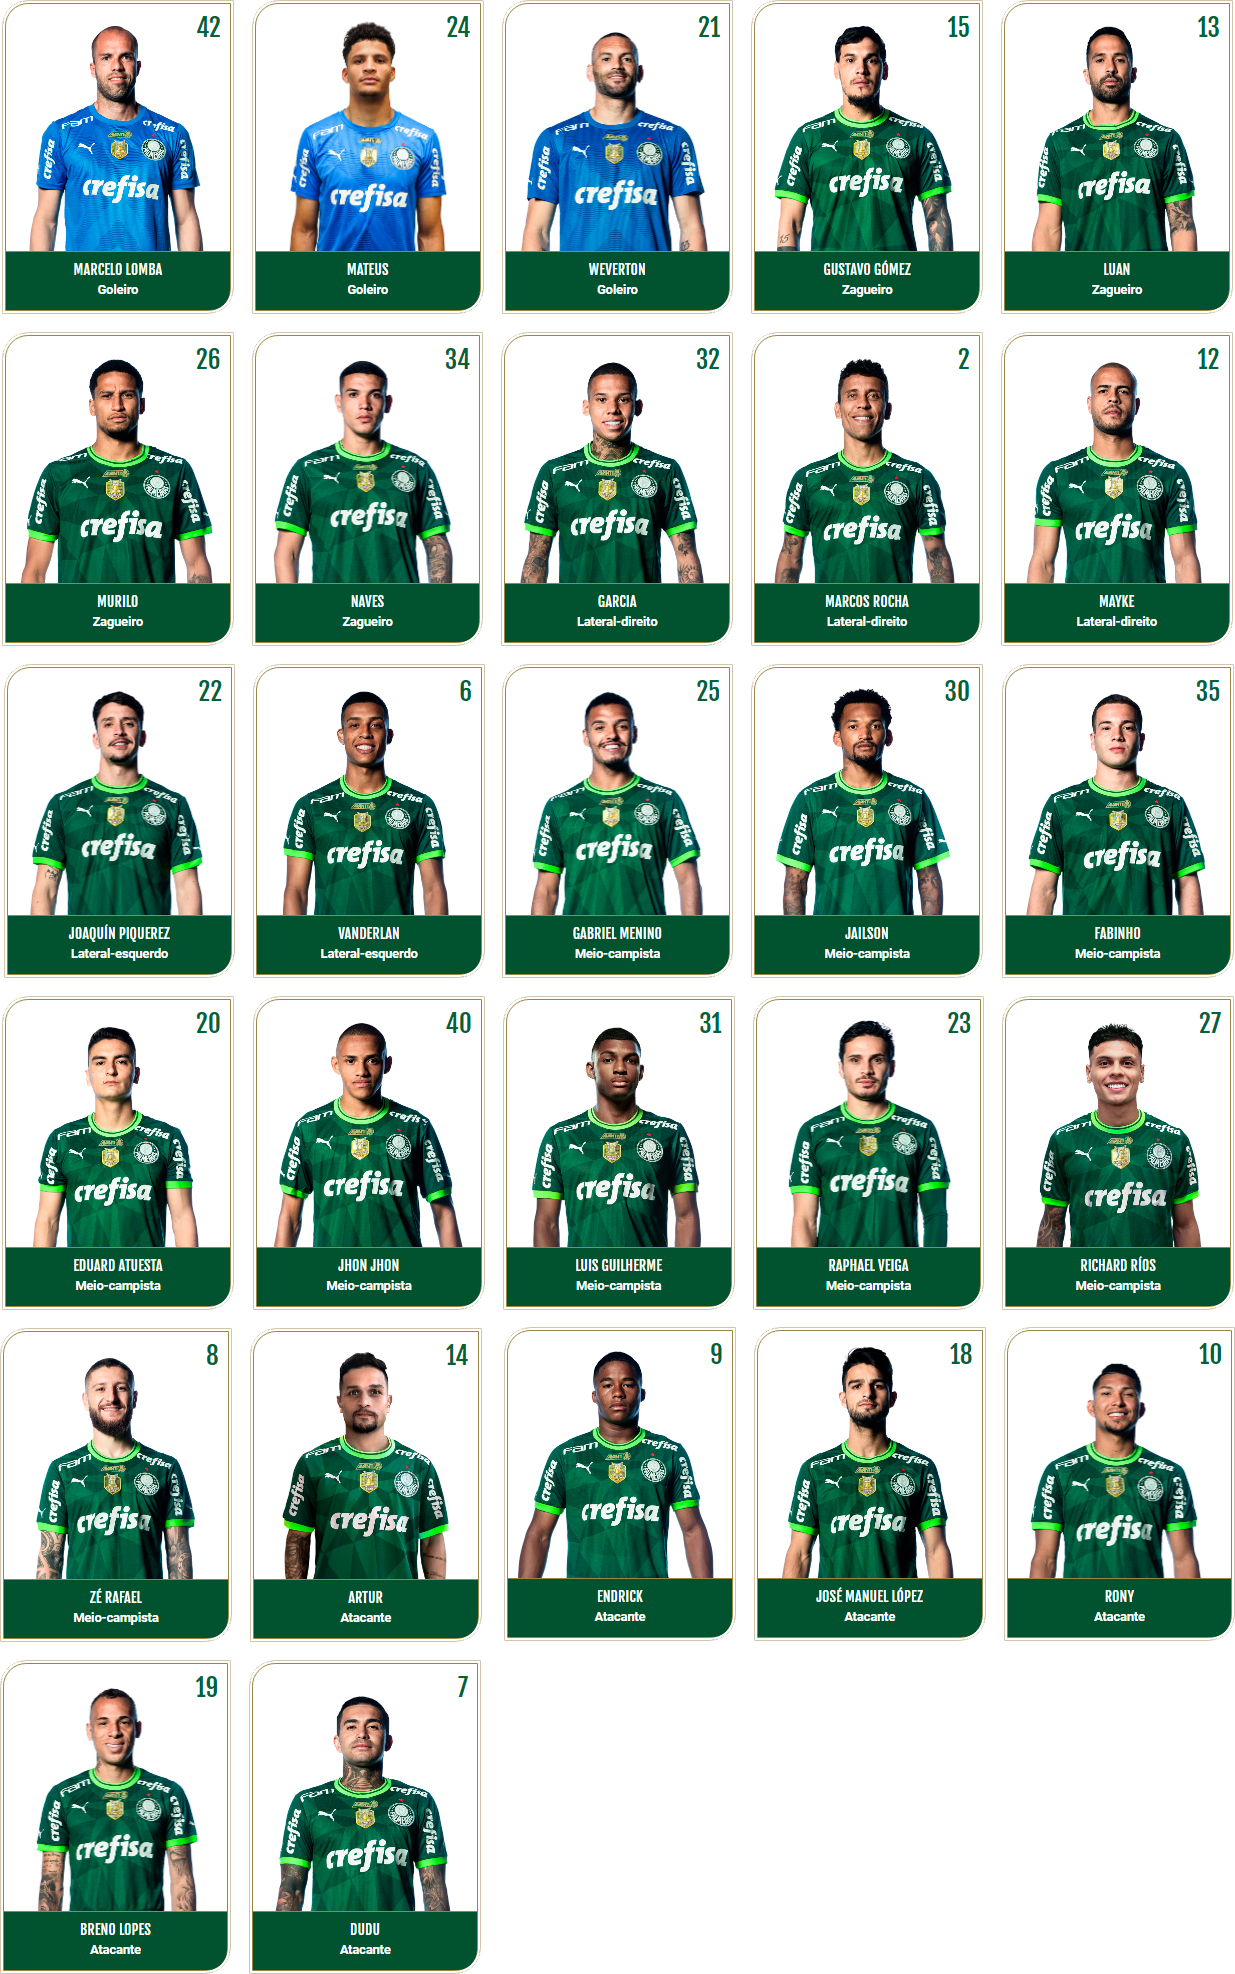 42
MARCELO LOMBA
Goleiro
24
MATEUS
Goleiro
21
WEVERTON
Goleiro
15
GUSTAVO GÓMEZ
Zagueiro
13
LUAN
Zagueiro
26
MURILO
Zagueiro
34
NAVES
Zagueiro
32
GARCIA
Lateral-direito
2
MARCOS ROCHA
Lateral-direito
12
MAYKE
Lateral-direito
22
JOAQUÍN PIQUEREZ
Lateral-esquerdo
6
VANDERLAN
Lateral-esquerdo
25
GABRIEL MENINO
Meio-campista
30
JAILSON
Meio-campista
35
FABINHO
Meio-campista
20
EDUARD ATUESTA
Meio-campista
40
JHON JHON
Meio-campista
31
LUIS GUILHERME
Meio-campista
23
RAPHAEL VEIGA
Meio-campista
27
RICHARD RÍOS
Meio-campista
8
ZÉ RAFAEL
Meio-campista
14
ARTUR
Atacante
9
ENDRICK
Atacante
18
JOSÉ MANUEL LÓPEZ
Atacante
10
RONY
Atacante
19
BRENO LOPES
Atacante
7
DUDU
Atacante